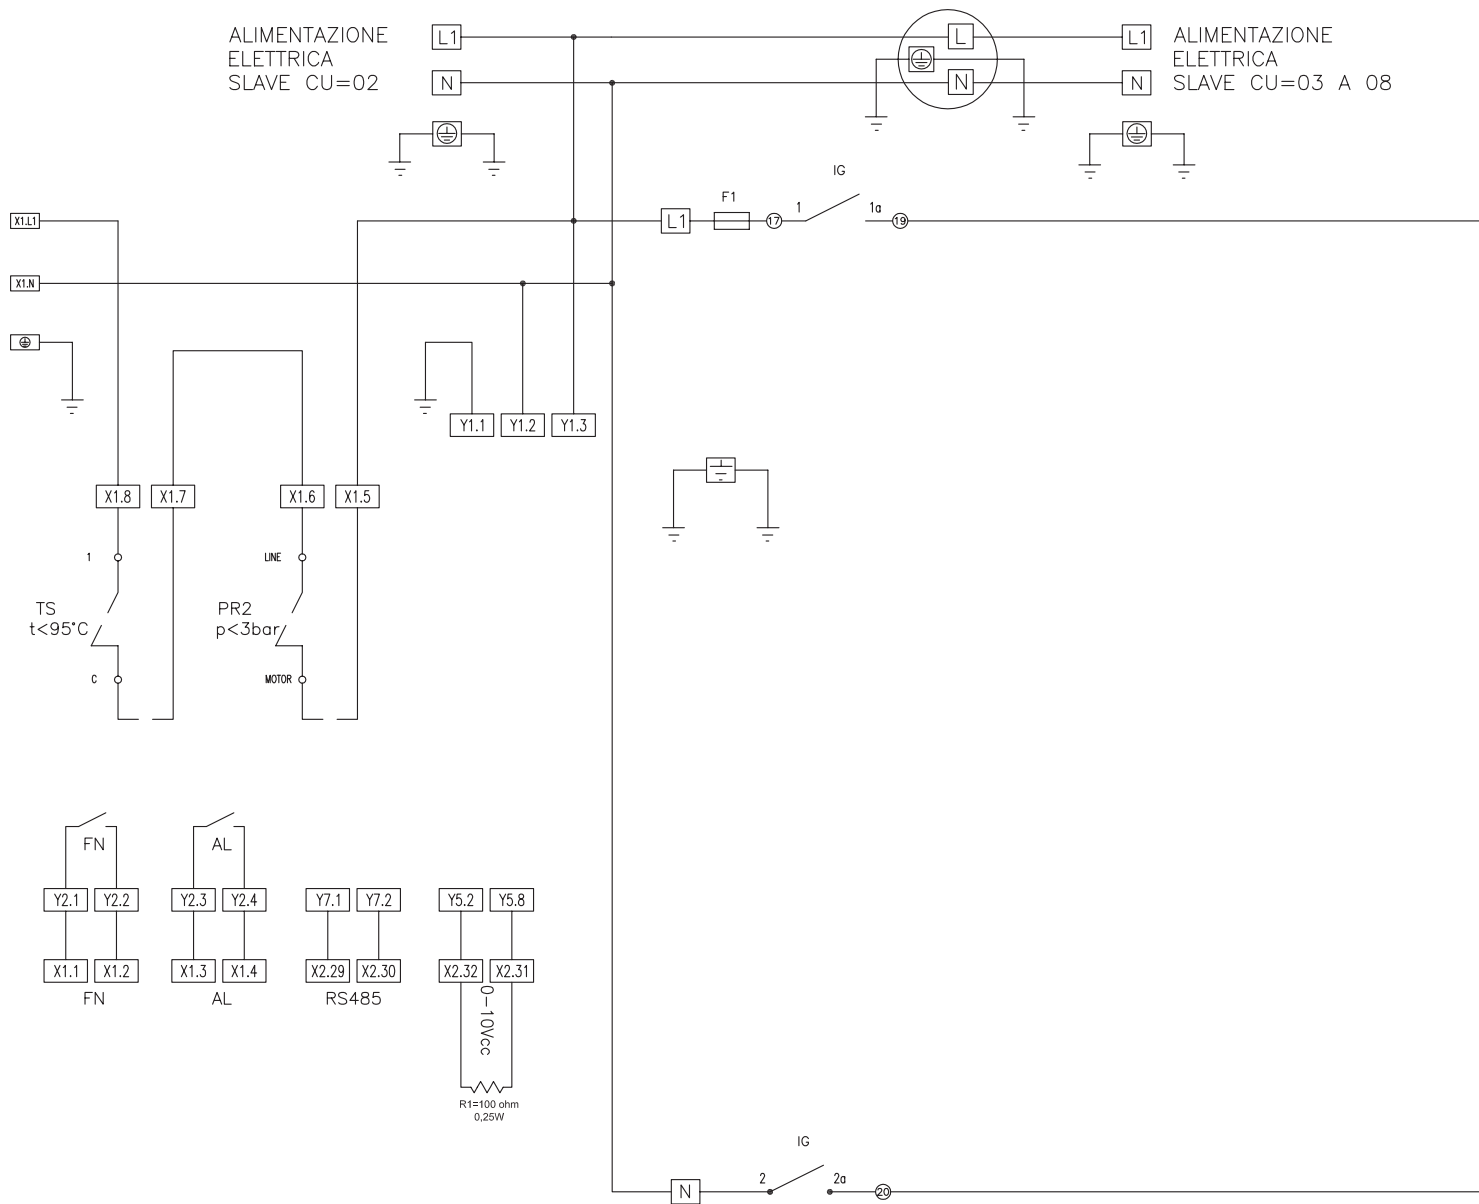 ALIMENTAZIONE
ELETTRICA
SLAVE CU=02
L1
N
L
N
L1
N
ALIMENTAZIONE
ELETTRICA
SLAVE CU=03 A 08
X1.L1
X1.N
L1
F1
17
1
IG
1a
19
Y1.1
Y1.2
Y1.3
X1.8
X1.7
X1.6
X1.5
1
LINE
TS
t<95°C
PR2
p<3bar
C
MOTOR
FN
AL
Y2.1
Y2.2
Y2.3
Y2.4
Y7.1
Y7.2
Y5.2
Y5.8
X1.1
X1.2
X1.3
X1.4
X2.29
X2.30
X2.32
X2.31
FN
AL
RS485
0-10Vcc
R1=100 ohm
0,25W
IG
N
2
2a
20